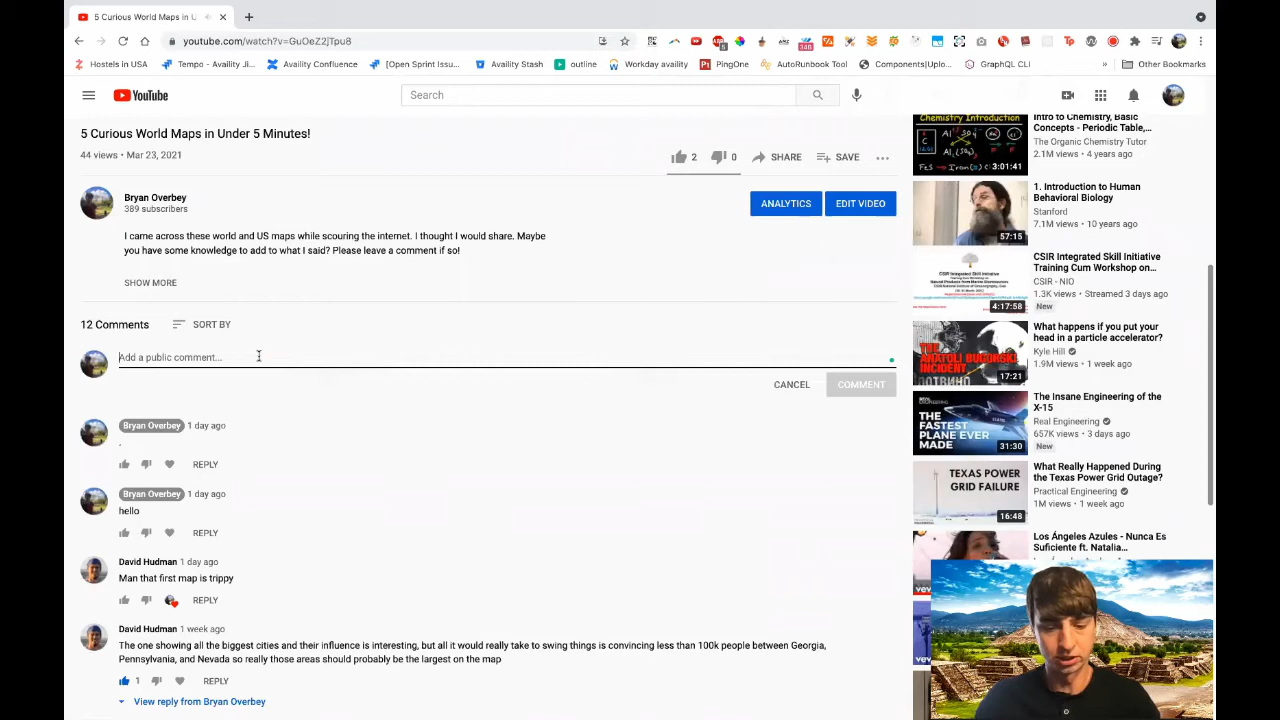 5 Curious World Maps in U
youtube.com/watch?v=GuOeZ2jTpu8
Hostels in USA
Tempo - Availity Ji...
Availity Confluence
[Open Sprint Issu...
Availity Stash
outline
Workday availity
PingOne
AutoRunbook Tool
Components|Uplo...
GraphQL CLI
»
Other Bookmarks
YouTube
Search
5 Curious World Maps in Under 5 Minutes!
44 views • Mar 23, 2021
2
0
SHARE
SAVE
Bryan Overbey
389 subscribers
ANALYTICS
EDIT VIDEO
I came across these world and US maps while scouring the internet. I thought I would share. Maybe
you have some knowledge to add to what I said? Please leave a comment if so!
SHOW MORE
12 Comments
SORT BY
Add a public comment...
CANCEL
COMMENT
Bryan Overbey 1 day ago
.
REPLY
Bryan Overbey 1 day ago
hello
REPLY
David Hudman 1 day ago
Man that first map is trippy
REPLY
David Hudman 1 week ago
The one showing all the biggest cities and their influence is interesting, but all it would really take to swing things is convincing less than 100k people between Georgia,
Pennsylvania, and Nevada so really those areas should probably be the largest on the map
1
REPLY
View reply from Bryan Overbey
Chemistry Introduction
3:01:41
Intro to Chemistry, Basic
Concepts - Periodic Table,...
The Organic Chemistry Tutor
2.1M views • 4 years ago
57:15
1. Introduction to Human
Behavioral Biology
Stanford
7.1M views • 10 years ago
4:17:58
CSIR Integrated Skill Initiative
Training Cum Workshop on...
CSIR - NIO
1.3K views • Streamed 3 days ago
New
THE
ANATOLI BUGORSKI
INCIDENT
17:21
What happens if you put your
head in a particle accelerator?
Kyle Hill
1.9M views • 1 week ago
THE
FASTEST
PLANE EVER
MADE
31:30
The Insane Engineering of the
X-15
Real Engineering
657K views • 3 days ago
New
TEXAS POWER
GRID FAILURE
16:48
What Really Happened During
the Texas Power Grid Outage?
Practical Engineering
1M views • 1 week ago
Los Ángeles Azules - Nunca Es
Suficiente ft. Natalia...